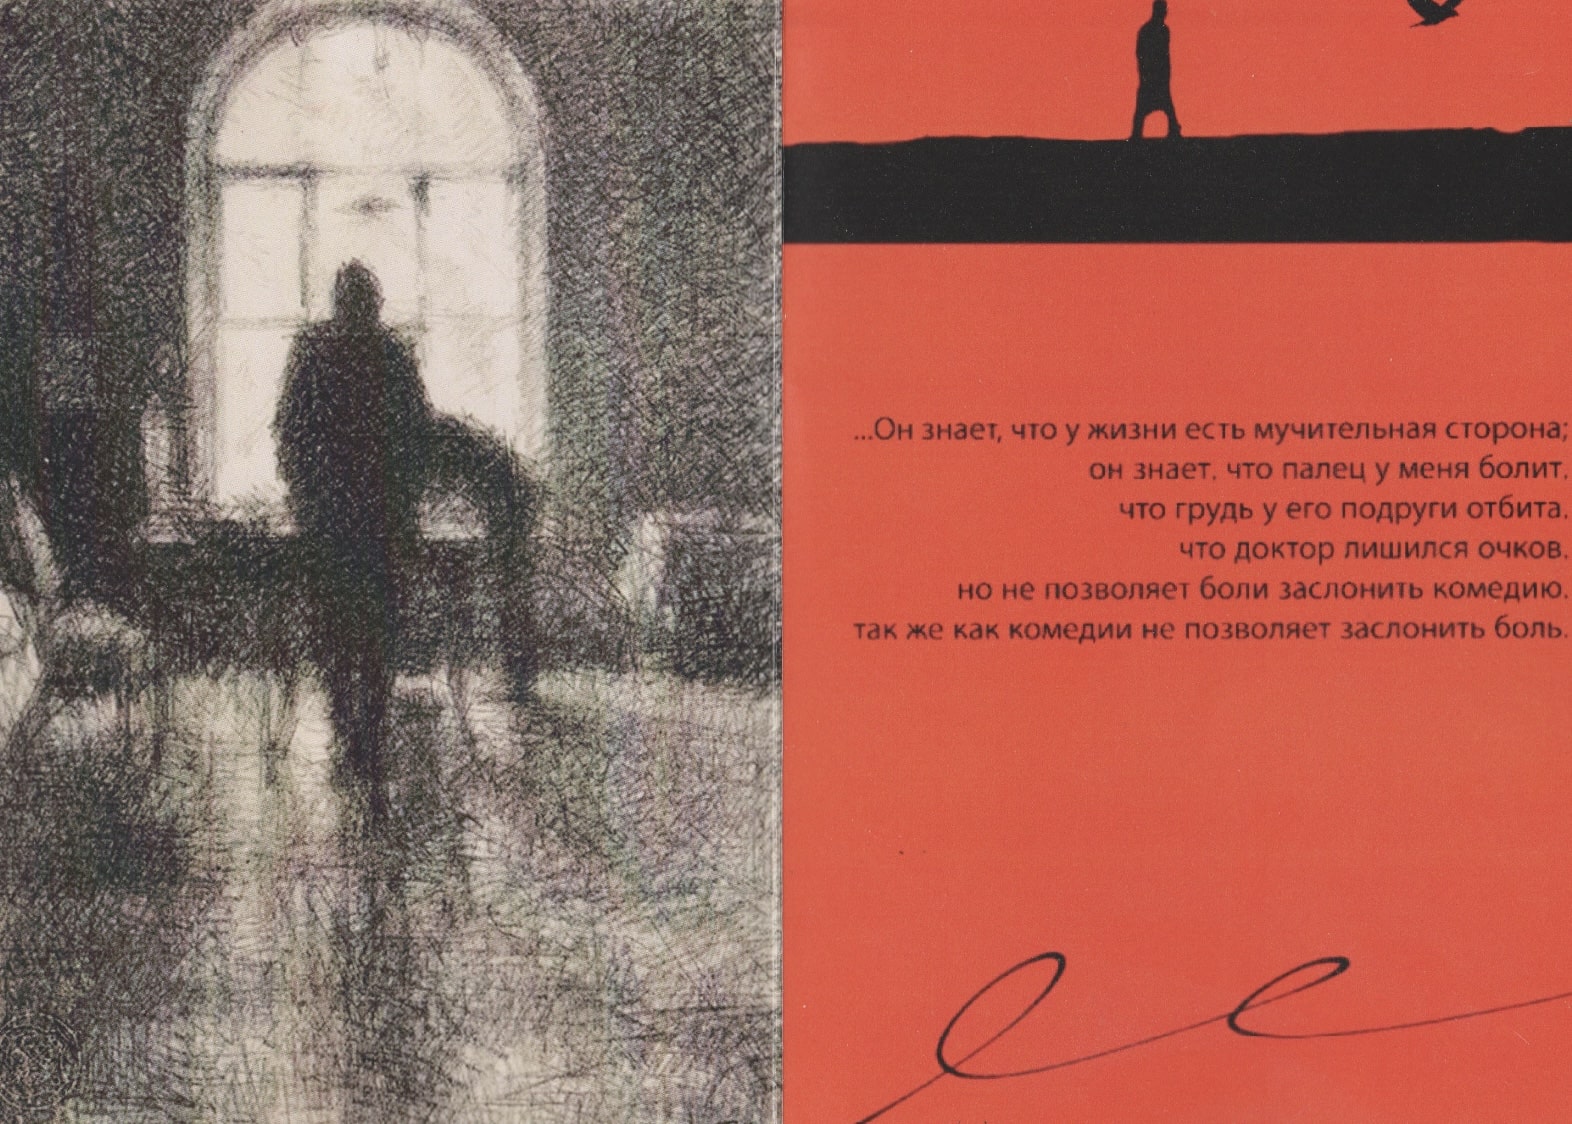 ...Он знает, что у жизни есть мучительная сторона;
он знает, что палец у меня болит,
что грудь у его подруги отбита,
что доктор лишился очков,
но не позволяет боли заслонить комедию,
так же как комедии не позволяет заслонить боль.